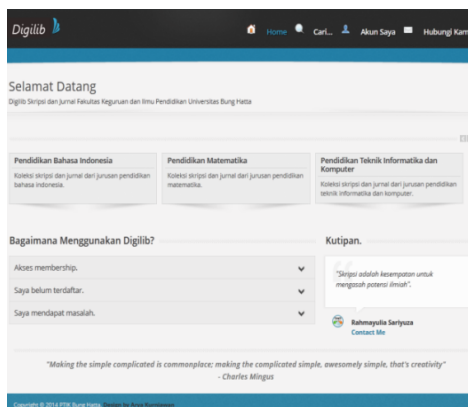 Digilib
Home Cari... Akun Saya Hubungi Kam
Selamat Datang
Digilib Skripsi dan Jurnal Fakultas Keguruan dan Ilmu Pendidikan Universitas Bung Hatta
Pendidikan Bahasa Indonesia
Koleksi skripsi dan jurnal dari jurusan pendidikan
bahasa indonesia.
Pendidikan Matematika
Koleksi skripsi dan jurnal dari jurusan pendidikan
matematika.
Pendidikan Teknik Informatika dan
Komputer
Koleksi skripsi dan jurnal dari jurusan pendidikan
teknik informatika dan komputer.
Bagaimana Menggunakan Digilib?
Akses membership.
Saya belum terdaftar.
Saya mendapat masalah.
Kutipan.
"Skripsi adalah kesempatan untuk
mengasah potensi ilmiah".
Rahmayulia Sariyuza
Contact Me
"Making the simple complicated is commonplace; making the complicated simple, awesomely simple, that's creativity"
- Charles Mingus
Copyright © 2014 PTIK Bung Hatta.